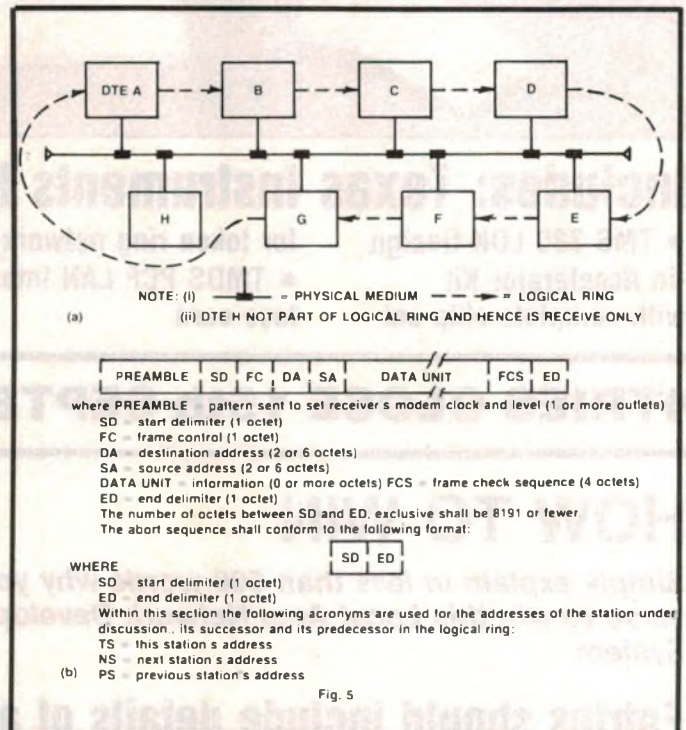 DTE A
B
C
D
H
G
F
E
NOTE: (i) = PHYSICAL MEDIUM = LOGICAL RING
(a) (ii) DTE H NOT PART OF LOGICAL RING AND HENCE IS RECEIVE ONLY
PREAMBLE SD FC DA SA DATA UNIT FCS ED
where PREAMBLE pattern sent to set receiver s modem clock and level (1 or more outlets)
SD = start delimiter (1 octet)
FC = frame control (1 octet)
DA = destination address (2 or 6 octets)
SA = source address (2 or 6 octets)
DATA UNIT = information (0 or more octets) FCS = frame check sequence (4 octets)
ED = end delimiter (1 octet)
The number of octets between SD and ED, exclusive shall be 8191 or fewer.
The abort sequence shall conform to the following format:
SD ED
WHERE
SD = start delimiter (1 octet)
ED = end delimiter (1 octet)
Within this section the following acronyms are used for the addresses of the station under
discussion., its successor and its predecessor in the logical ring:
TS = this station s address
NS = next station s address
(b) PS = previous station s address
Fig. 5